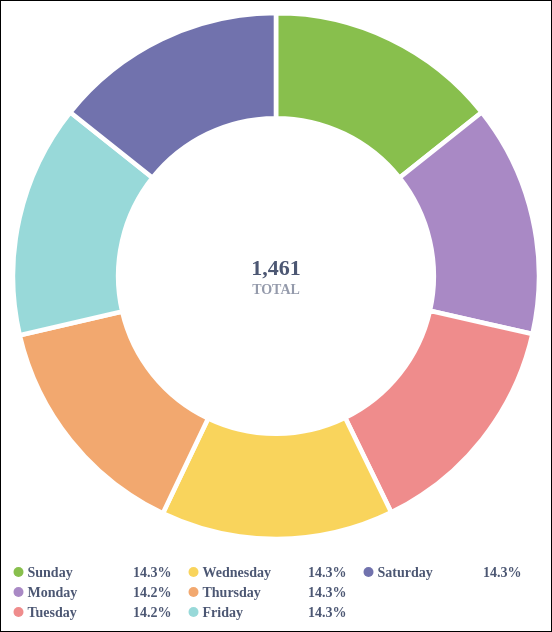 1,461
TOTAL
Sunday 14.3% Wednesday 14.3% Saturday 14.3%
Monday 14.2% Thursday 14.3%
Tuesday 14.2% Friday 14.3%